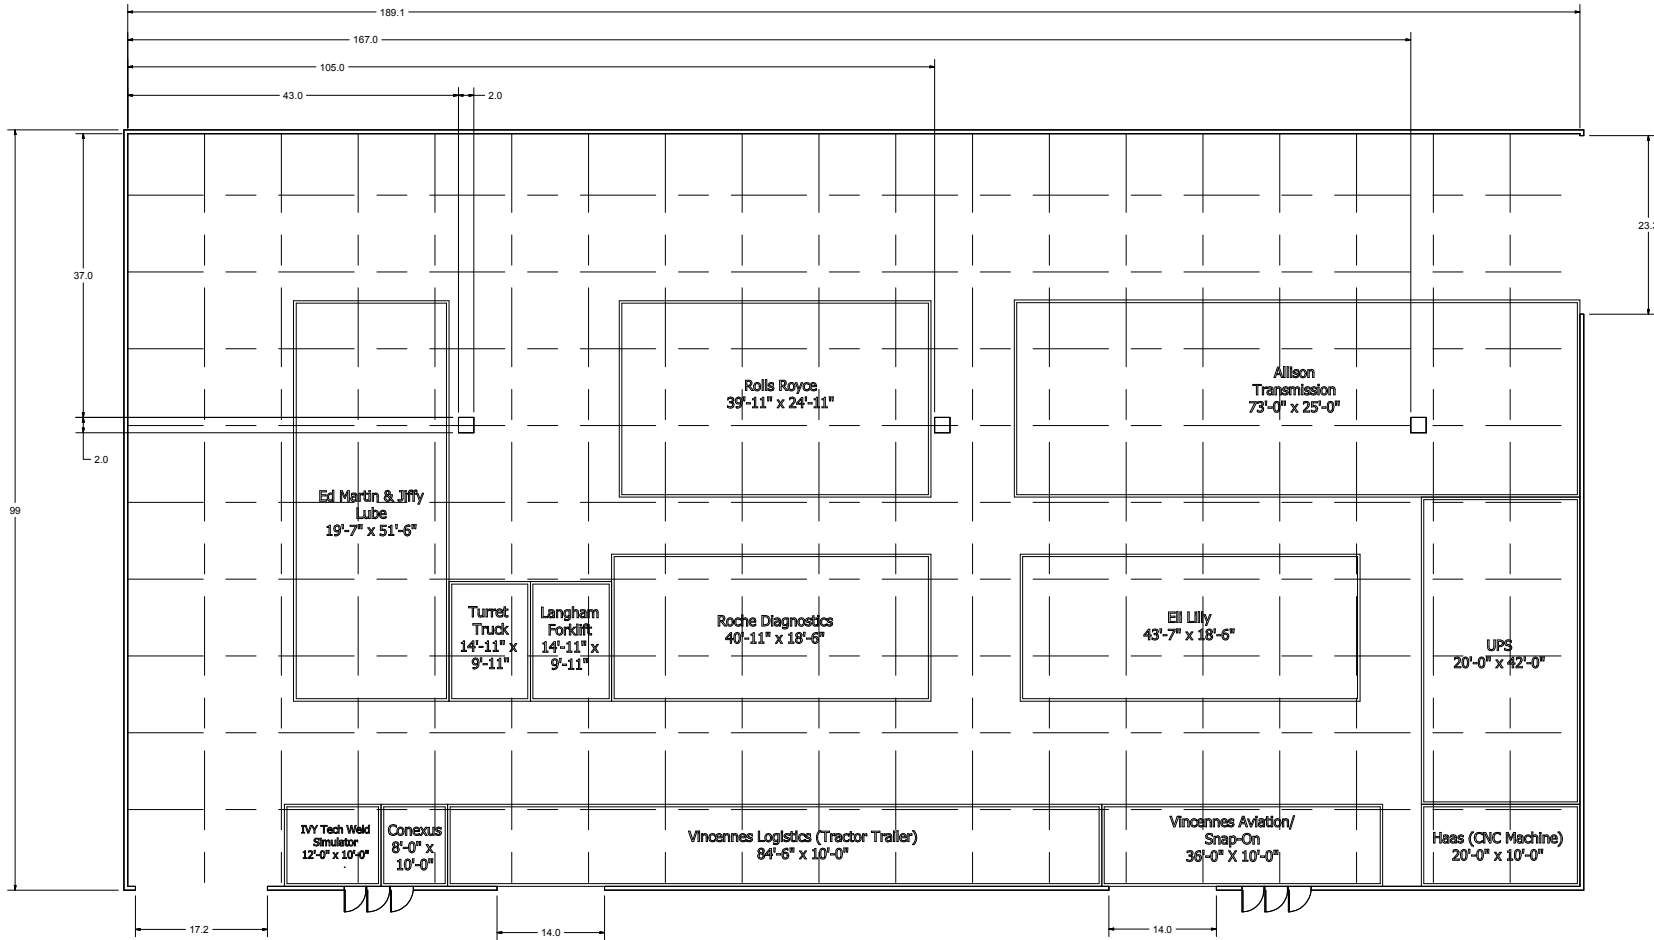 189.1
167.0
105.0
43.0
2.0
37.0
2.0
99
Rolls Royce
39'-11" x 24'-11"
Allison
Transmission
73'-0" x 25'-0"
Ed Martin & Jiffy
Lube
19'-7" x 51'-6"
Turret
Truck
14'-11" x
9'-11"
Langham
Forklift
14'-11" x
9'-11"
Roche Diagnostics
40'-11" x 18'-6"
Eli Lilly
43'-7" x 18'-6"
UPS
20'-0" x 42'-0"
IVY Tech Weld
Simulator
12'-0" x 10'-0"
Conexus
8'-0" x
10'-0"
Vincennes Logistics (Tractor Trailer)
84'-6" x 10'-0"
Vincennes Aviation/
Snap-On
36'-0" X 10'-0"
Haas (CNC Machine)
20'-0" x 10'-0"
17.2
14.0
14.0